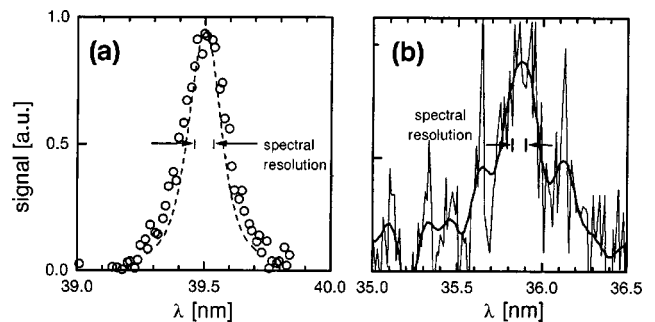 (a)
(b)
signal [a.u.]
1.0
0.5
0.0
spectral
resolution
spectral
resolution
39.0
39.5
40.0
35.0
35.5
36.0
36.5
λ [nm]
λ [nm]